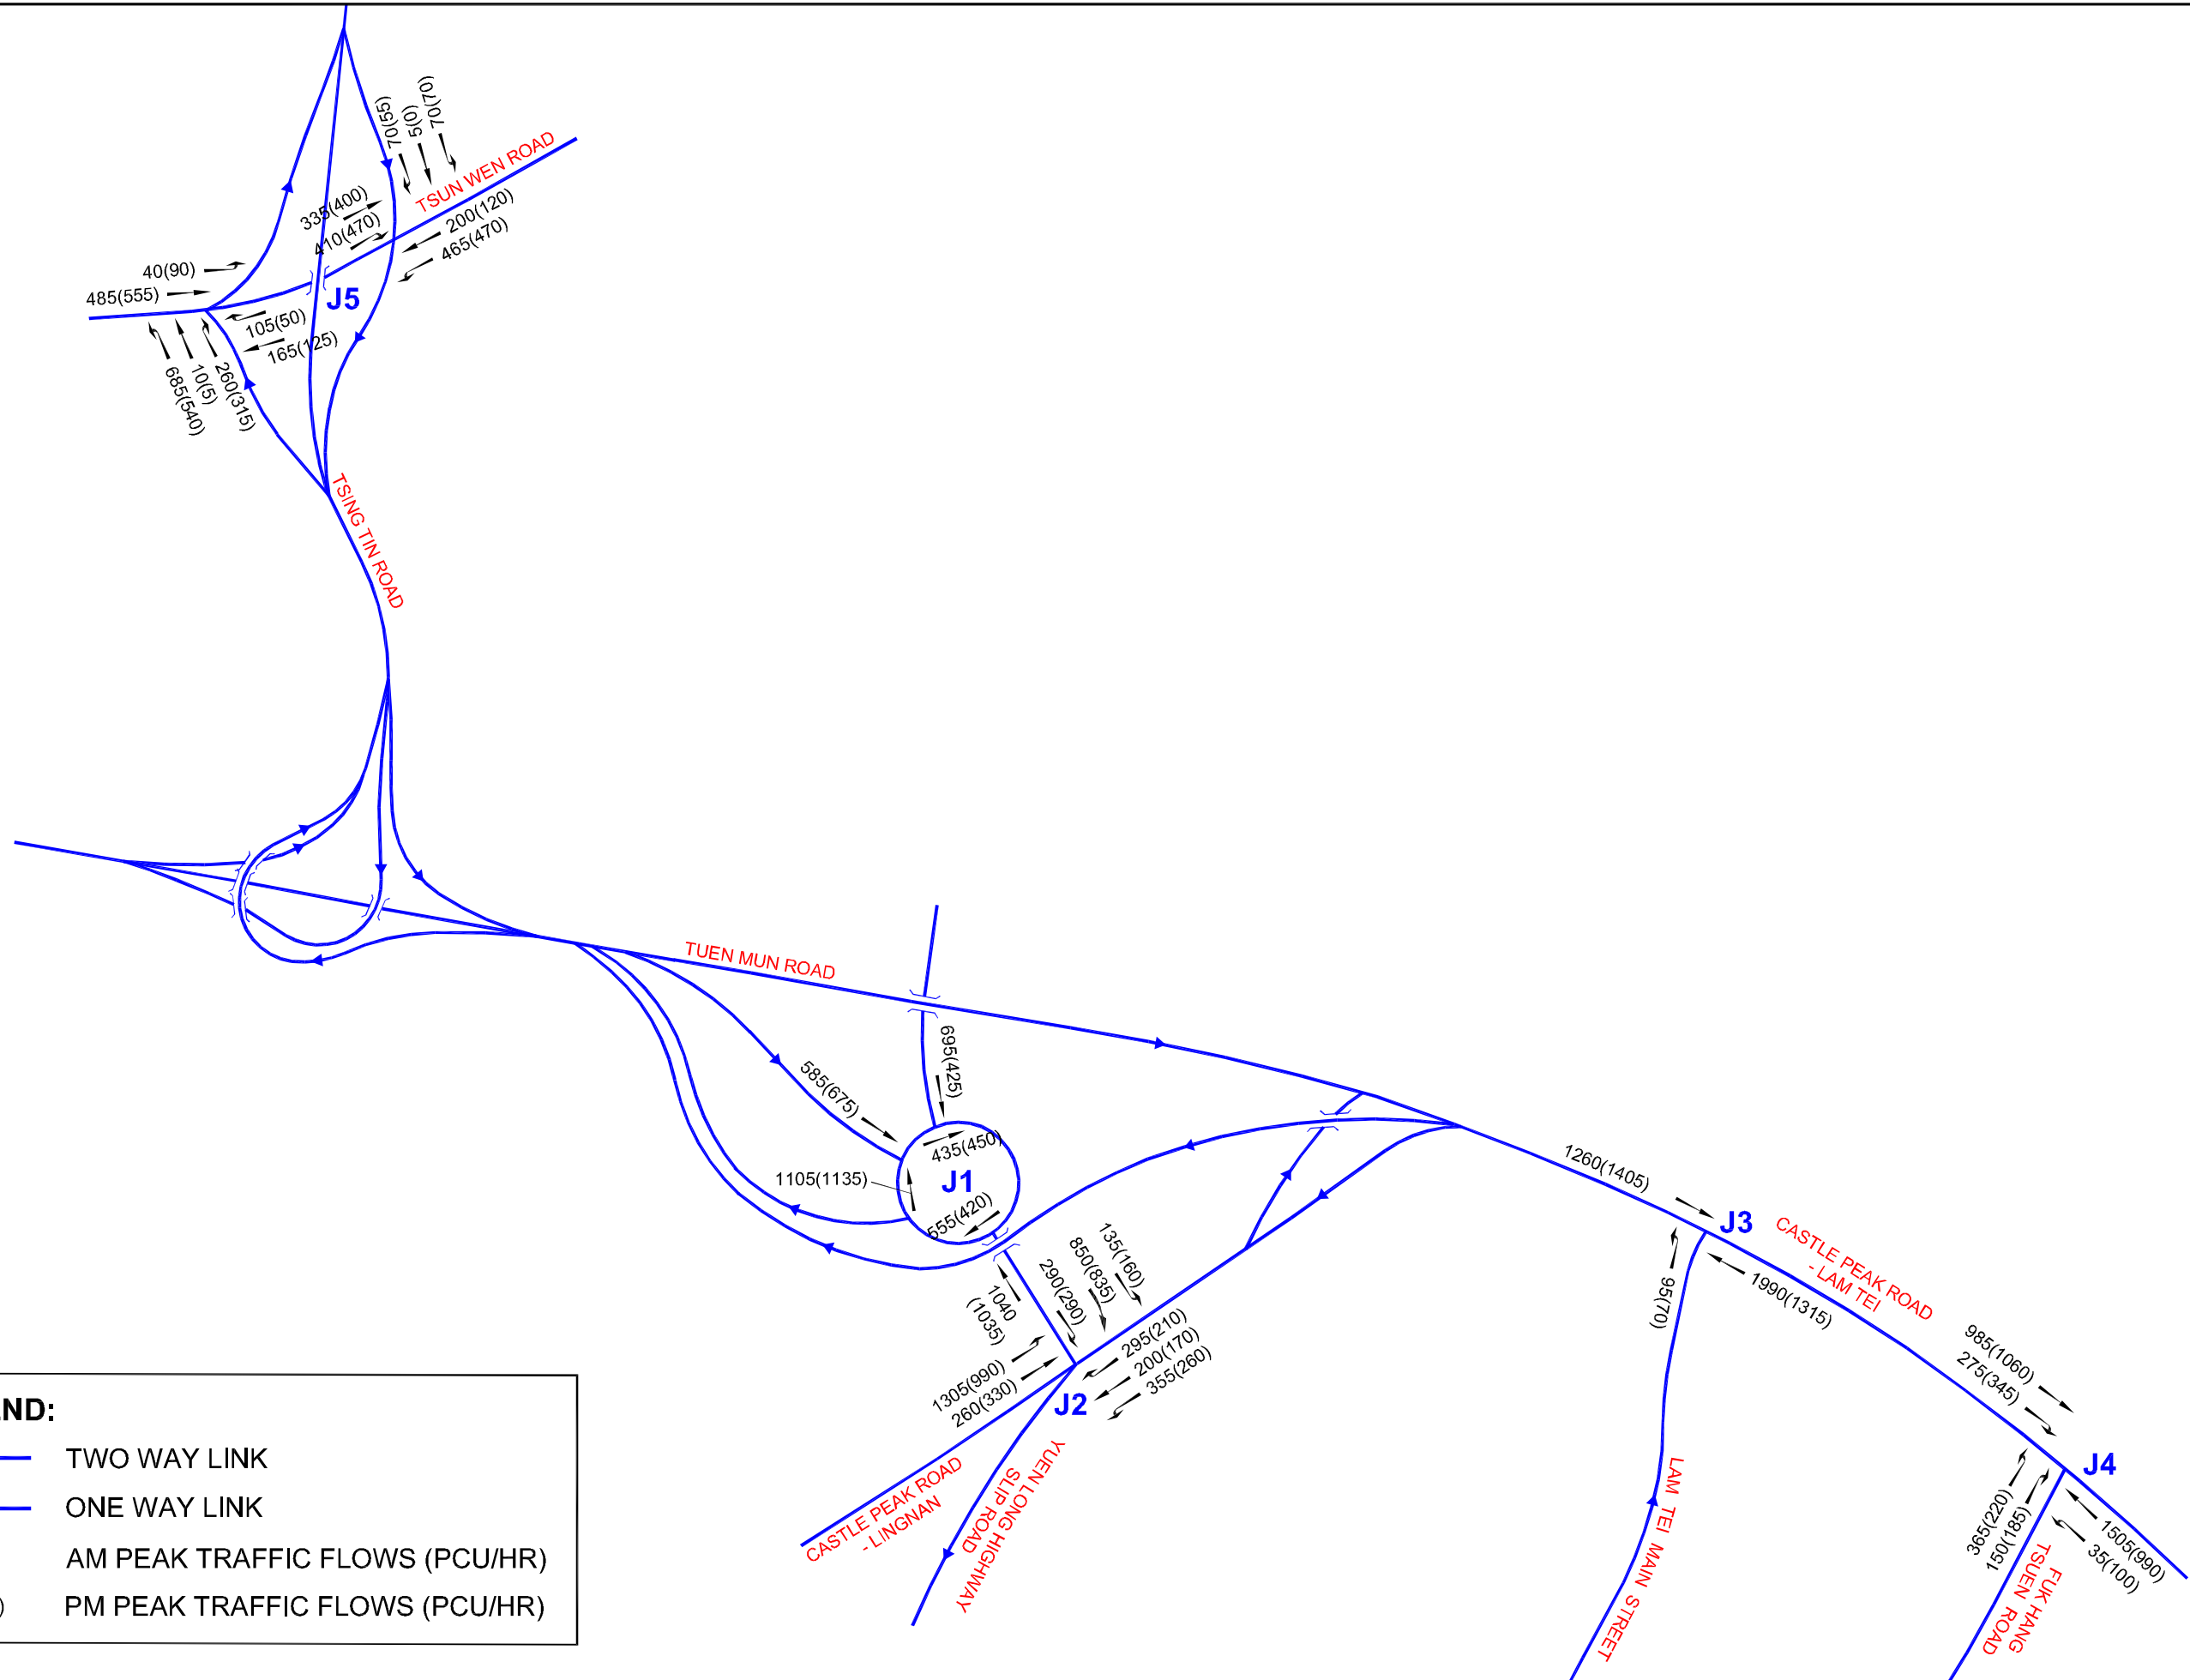 70(55)
5(0)
70(70)
TSUN WEN ROAD
335(400)
410(470)
200(120)
465(470)
40(90)
485(555)
J5
105(50)
165(125)
685(540)
10(5)
260(315)
TSING TIN ROAD
TUEN MUN ROAD
695(425)
585(675)
435(450)
1105(1135)
J1
555(420)
1260(1405)
J3
CASTLE PEAK ROAD
- LAM TEI
95(70)
1990(1315)
135(160)
850(835)
290(290)
1040
(1035)
295(210)
200(170)
355(260)
1305(990)
260(330)
J2
985(1060)
275(345)
J4
365(220)
150(185)
1505(990)
35(100)
CASTLE PEAK ROAD
- LINGNAN
YUEN LONG HIGHWAY
SLIP ROAD
LAM TEI MAIN STREET
FUK HANG
TSUEN ROAD
ND:
TWO WAY LINK
ONE WAY LINK
AM PEAK TRAFFIC FLOWS (PCU/HR)
) PM PEAK TRAFFIC FLOWS (PCU/HR)